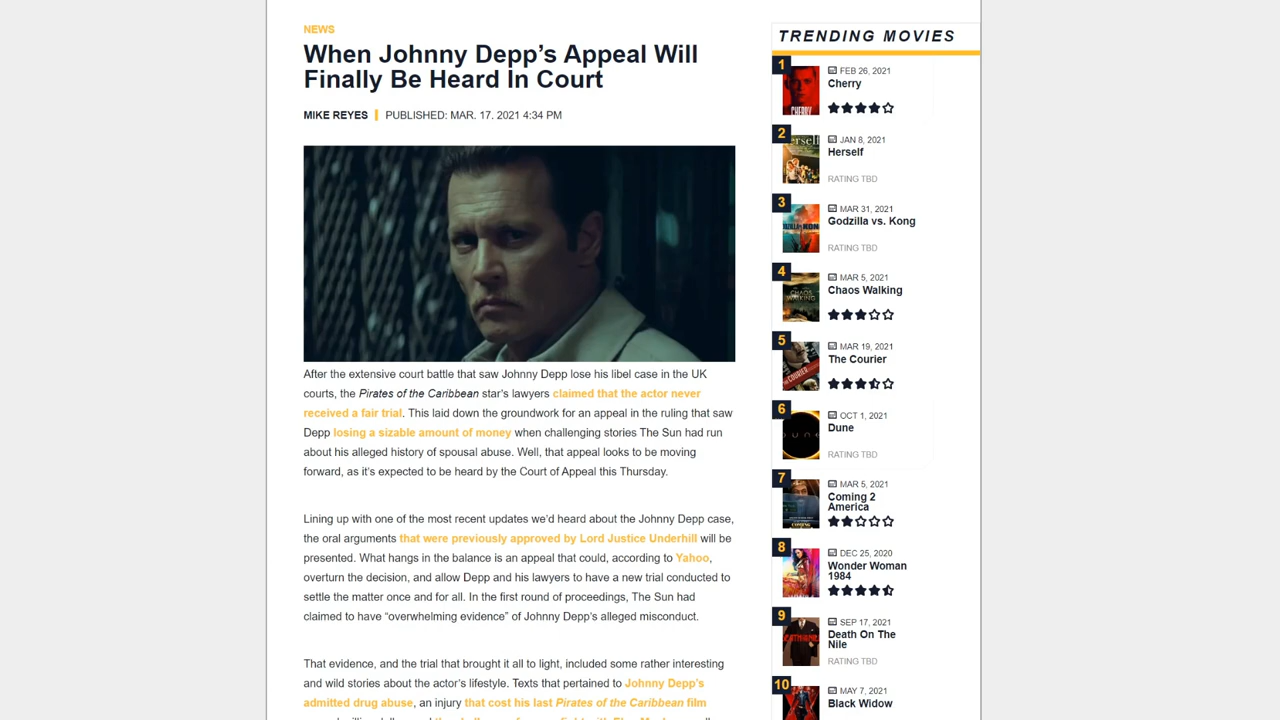 NEWS
When Johnny Depp's Appeal Will
Finally Be Heard In Court
MIKE REYES
PUBLISHED: MAR. 17. 2021 4:34 PM
After the extensive court battle that saw Johnny Depp lose his libel case in the UK
courts, the Pirates of the Caribbean star's lawyers claimed that the actor never
received a fair trial. This laid down the groundwork for an appeal in the ruling that saw
Depp losing a sizable amount of money when challenging stories The Sun had run
about his alleged history of spousal abuse. Well, that appeal looks to be moving
forward, as it's expected to be heard by the Court of Appeal this Thursday.
Lining up with one of the most recent updates we'd heard about the Johnny Depp case,
the oral arguments that were previously approved by Lord Justice Underhill will be
presented. What hangs in the balance is an appeal that could, according to Yahoo,
overturn the decision, and allow Depp and his lawyers to have a new trial conducted to
settle the matter once and for all. In the first round of proceedings, The Sun had
claimed to have “overwhelming evidence” of Johnny Depp's alleged misconduct.
That evidence, and the trial that brought it all to light, included some rather interesting
and wild stories about the actor's lifestyle. Texts that pertained to Johnny Depp's
admitted drug abuse, an injury that cost his last Pirates of the Caribbean film
TRENDING MOVIES
1
FEB 26, 2021
Cherry
CHERRY
2
JAN 8, 2021
Herself
RATING TBD
3
MAR 31, 2021
Godzilla vs. Kong
RATING TBD
4
MAR 5, 2021
Chaos Walking
CHAOS
WALKING
5
MAR 19, 2021
The Courier
6
OCT 1, 2021
Dune
DUNE
RATING TBD
7
MAR 5, 2021
Coming 2
America
8
DEC 25, 2020
Wonder Woman
1984
9
SEP 17, 2021
Death On The
Nile
RATING TBD
10
MAY 7, 2021
Black Widow